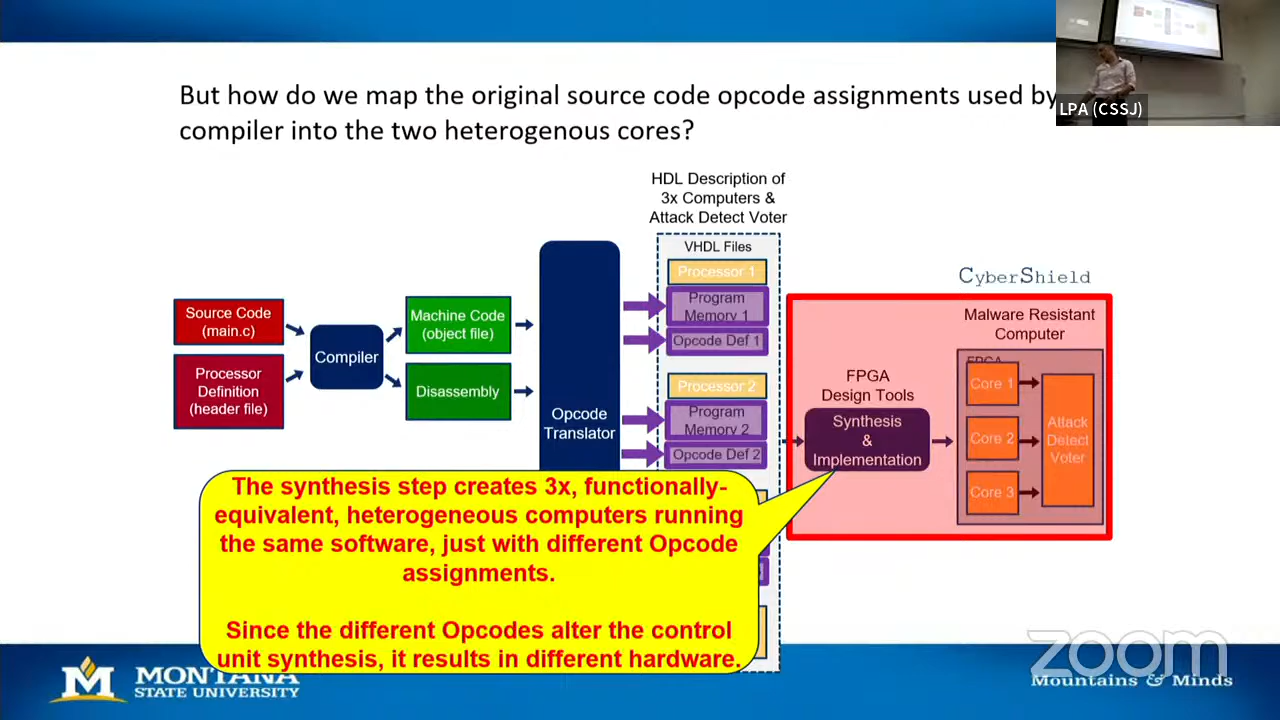 But how do we map the original source code opcode assignments used by
compiler into the two heterogenous cores?
LPA (CSSJ)
HDL Description of
3x Computers &
Attack Detect Voter
VHDL Files
Processor 1
Program
Memory 1
Opcode Def 1
Processor 2
Program
Memory 2
Opcode Def 2
Source Code
(main.c)
Processor
Definition
(header file)
Compiler
Machine Code
(object file)
Disassembly
Opcode
Translator
CyberShield
Malware Resistant
Computer
FPGA
Core 1
Core 2
Core 3
Attack
Detect
Voter
FPGA
Design Tools
Synthesis
&
Implementation
The synthesis step creates 3x, functionally-
equivalent, heterogeneous computers running
the same software, just with different Opcode
assignments.
Since the different Opcodes alter the control
unit synthesis, it results in different hardware.
M
MONTANA
STATE UNIVERSITY
zoom
Mountains & Minds